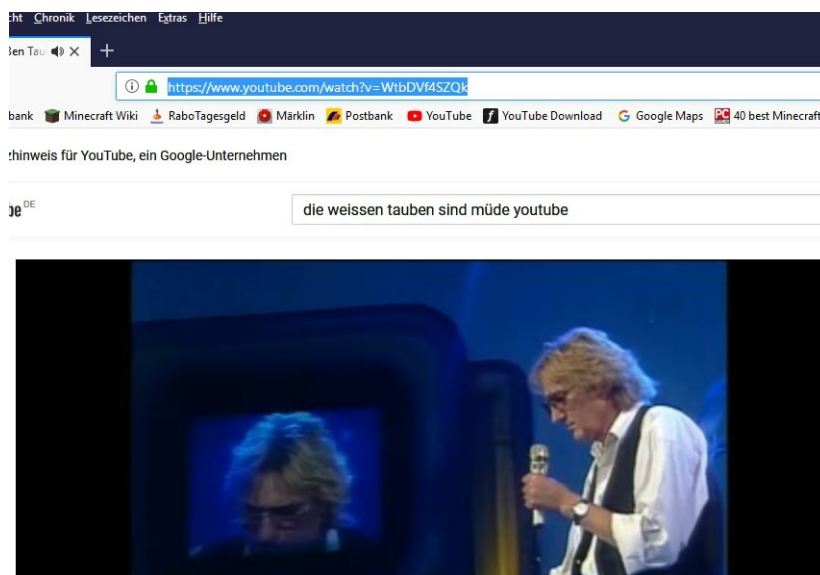 cht Chronik Lesezeichen Extras Hilfe
ßen Tau
https://www.youtube.com/watch?v=WtbDVf4SZQk
bank Minecraft Wiki RaboTagesgeld Märklin Postbank YouTube YouTube Download Google Maps 40 best Minecraft
zhinweis für YouTube, ein Google-Unternehmen
be DE
die weissen tauben sind müde youtube